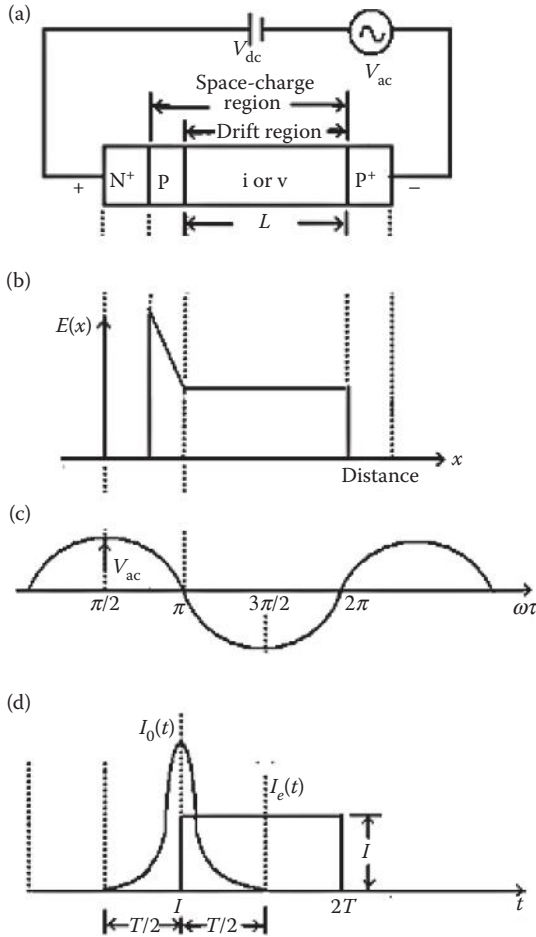 (a)
V_dc
V_ac
Space-charge
region
Drift region
+ N⁺ P i or v P⁺ −
L
(b)
E(x)
x
Distance
(c)
V_ac
π/2 π 3π/2 2π ωτ
(d)
I₀(t)
I_e(t)
I
I 2T t
T/2 T/2